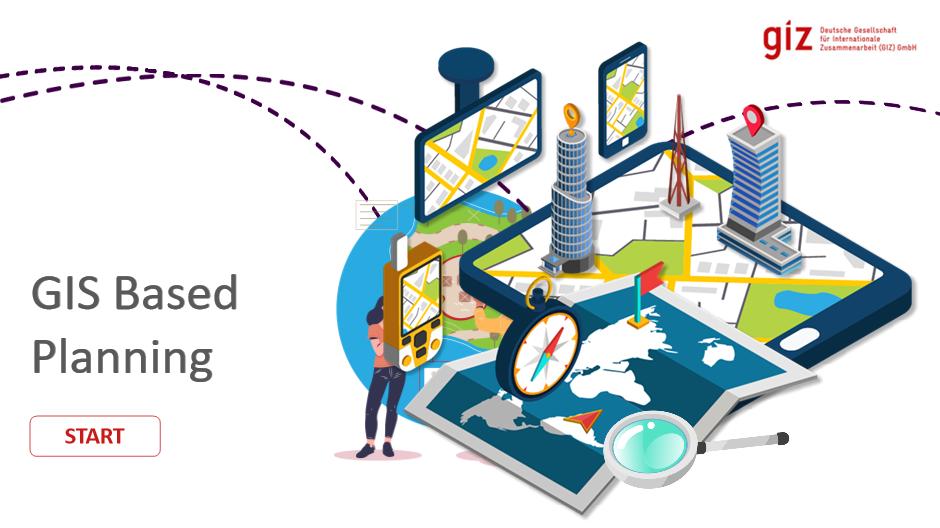 giz Deutsche Gesellschaft
für Internationale
Zusammenarbeit (GIZ) GmbH
GIS Based
Planning
START